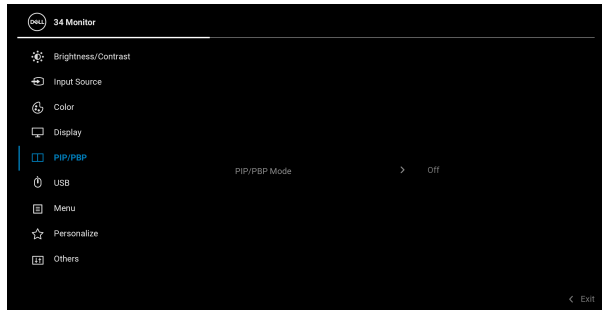 DELL 34 Monitor
Brightness/Contrast
Input Source
Color
Display
PIP/PBP
PIP/PBP Mode > Off
USB
Menu
Personalize
Others
< Exit